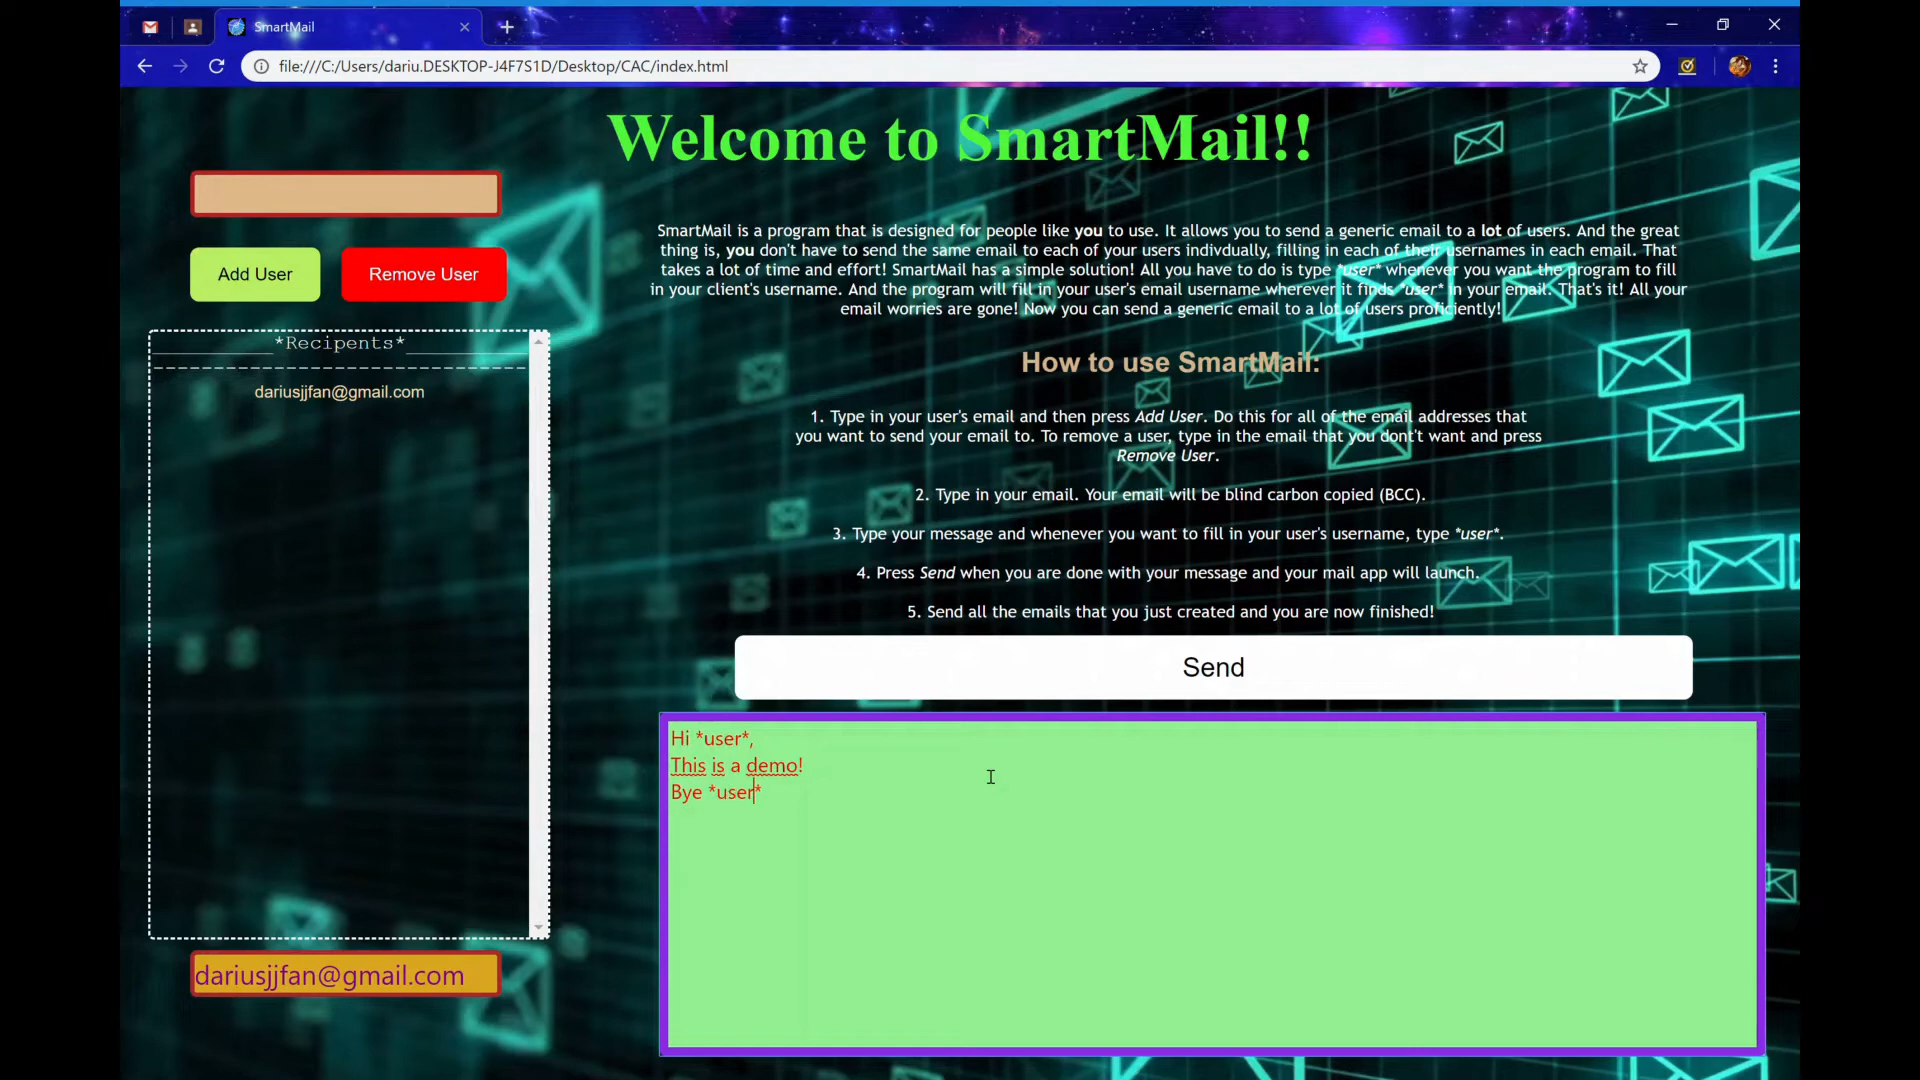 SmartMail
file:///C:/Users/dariu.DESKTOP-J4F7S1D/Desktop/CAC/index.html
Welcome to SmartMail!!
Add User
Remove User
*Recipents*
dariusjjfan@gmail.com
dariusjjfan@gmail.com
SmartMail is a program that is designed for people like you to use. It allows you to send a generic email to a lot of users. And the great
thing is, you don't have to send the same email to each of your users indivdually, filling in each of their usernames in each email. That
takes a lot of time and effort! SmartMail has a simple solution! All you have to do is type *user* whenever you want the program to fill
in your client's username. And the program will fill in your user's email username wherever it finds *user* in your email. That's it! All your
email worries are gone! Now you can send a generic email to a lot of users proficiently!
How to use SmartMail:
1. Type in your user's email and then press Add User. Do this for all of the email addresses that
you want to send your email to. To remove a user, type in the email that you dont't want and press
Remove User.
2. Type in your email. Your email will be blind carbon copied (BCC).
3. Type your message and whenever you want to fill in your user's username, type *user*.
4. Press Send when you are done with your message and your mail app will launch.
5. Send all the emails that you just created and you are now finished!
Send
Hi *user*,
This is a demo!
Bye *user*